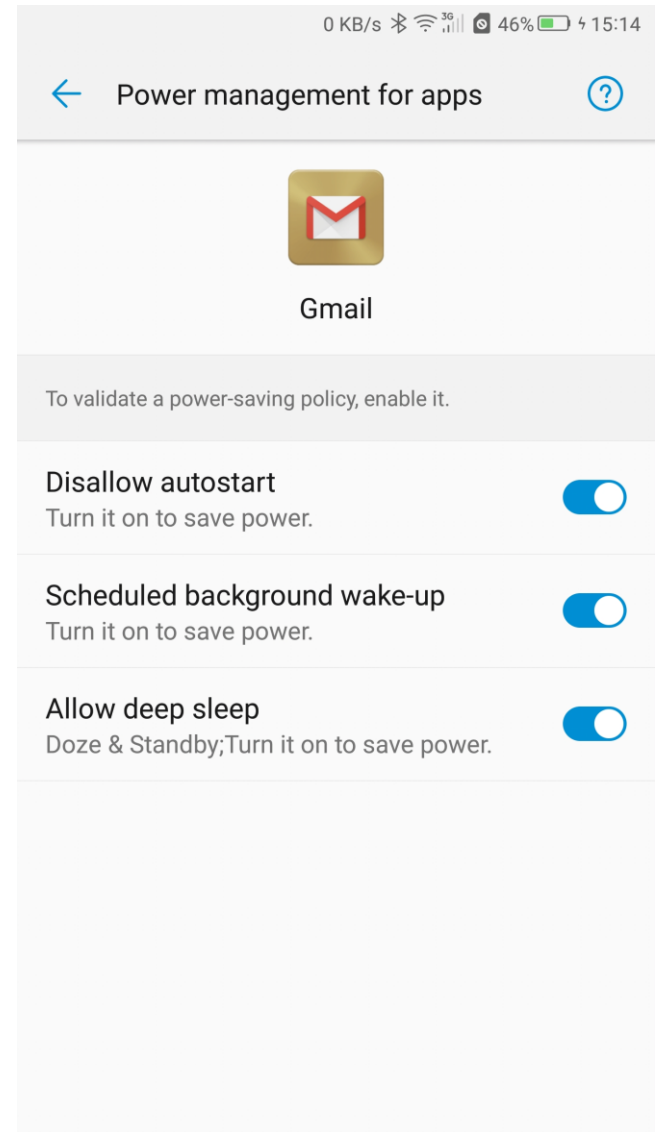 0 KB/s 3G 46% 15:14
Power management for apps ?
Gmail
To validate a power-saving policy, enable it.
Disallow autostart
Turn it on to save power.
Scheduled background wake-up
Turn it on to save power.
Allow deep sleep
Doze & Standby;Turn it on to save power.